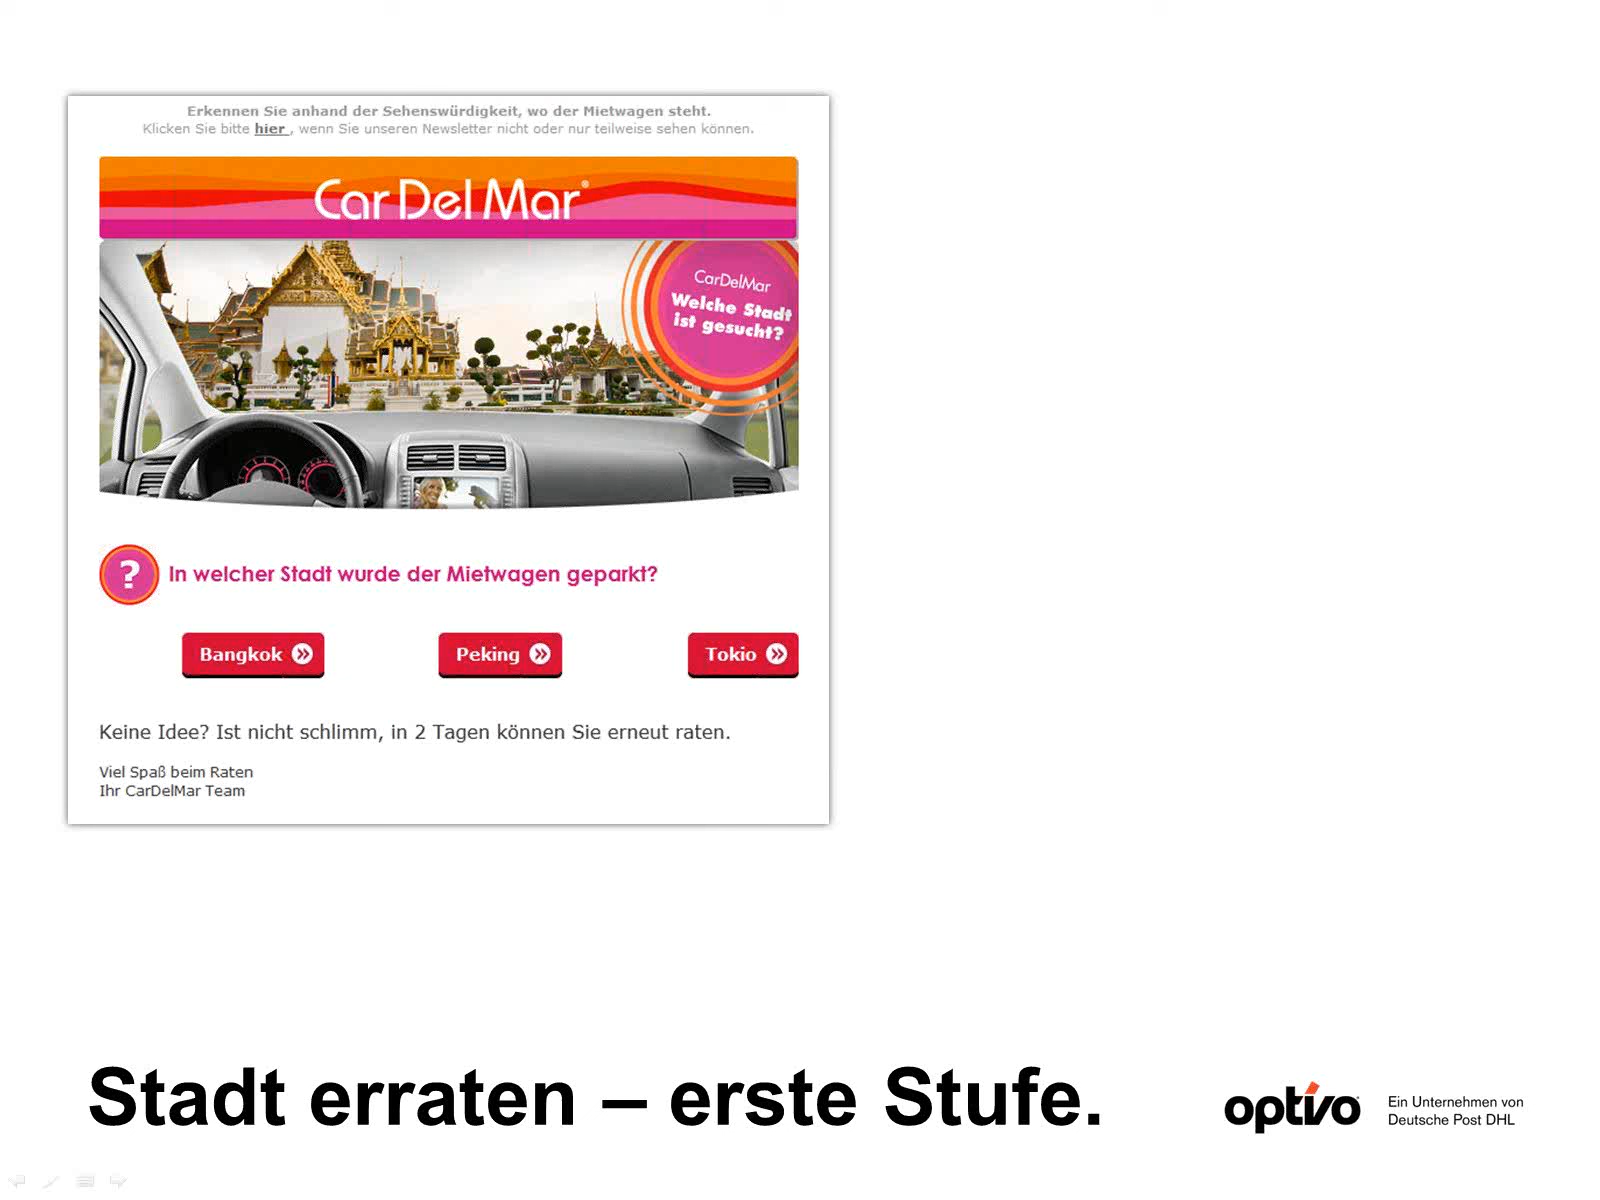 Erkennen Sie anhand der Sehenswürdigkeit, wo der Mietwagen steht.
Klicken Sie bitte hier , wenn Sie unseren Newsletter nicht oder nur teilweise sehen können.
CarDelMar®
CarDelMar
Welche Stadt
ist gesucht?
? In welcher Stadt wurde der Mietwagen geparkt?
Bangkok »
Peking »
Tokio »
Keine Idee? Ist nicht schlimm, in 2 Tagen können Sie erneut raten.
Viel Spaß beim Raten
Ihr CarDelMar Team
Stadt erraten – erste Stufe.
optivo
Ein Unternehmen von
Deutsche Post DHL